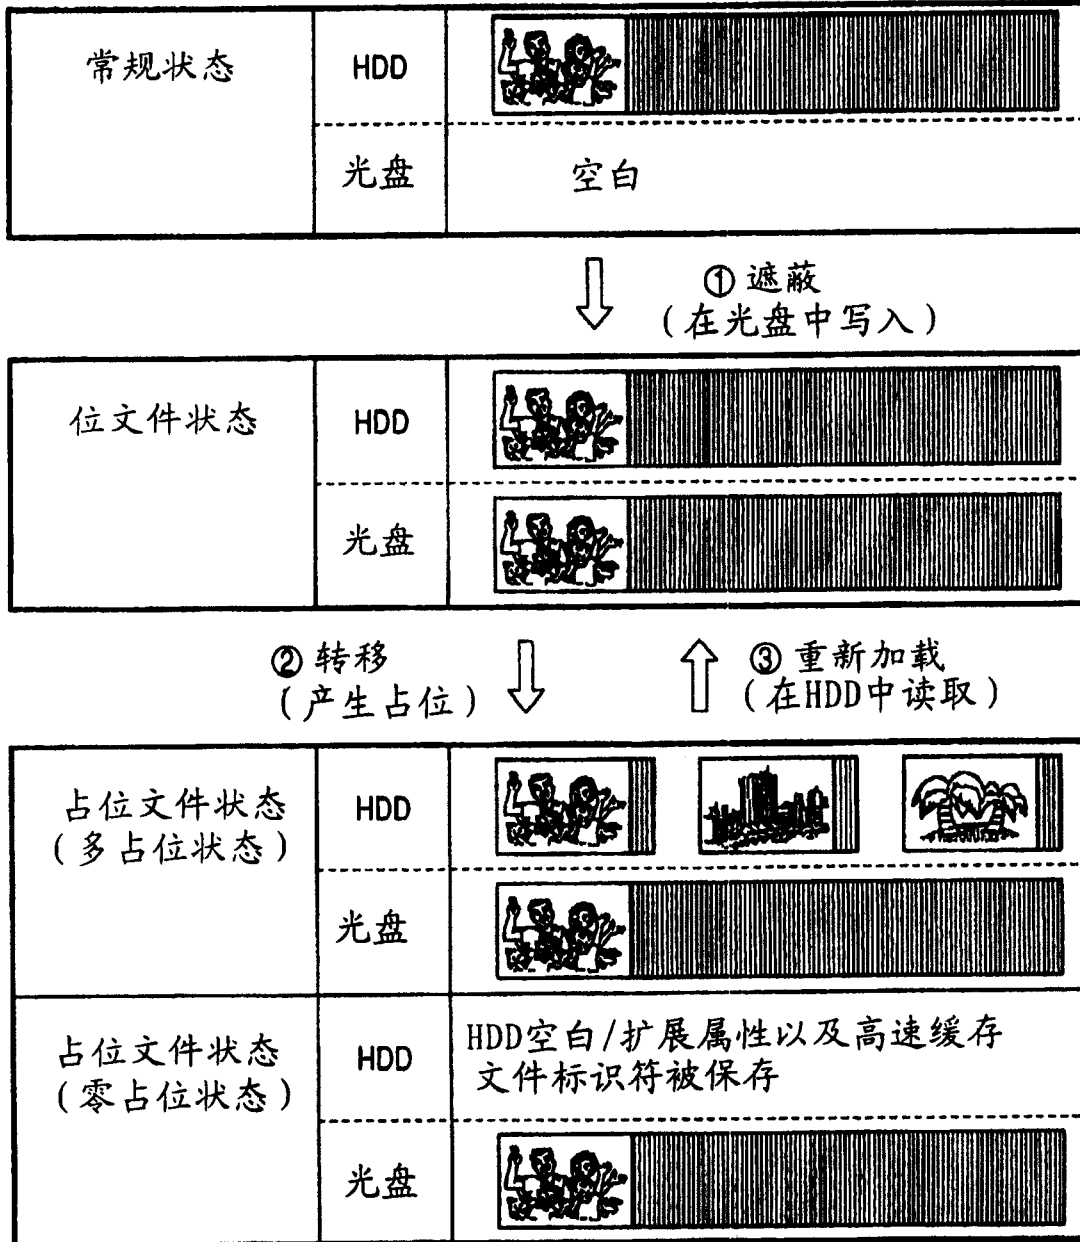 常规状态
HDD
光盘
空白
① 遮蔽
(在光盘中写入)
位文件状态
HDD
光盘
② 转移
(产生占位)
③ 重新加载
(在HDD中读取)
占位文件状态
(多占位状态)
HDD
光盘
占位文件状态
(零占位状态)
HDD
HDD空白/扩展属性以及高速缓存
文件标识符被保存
光盘